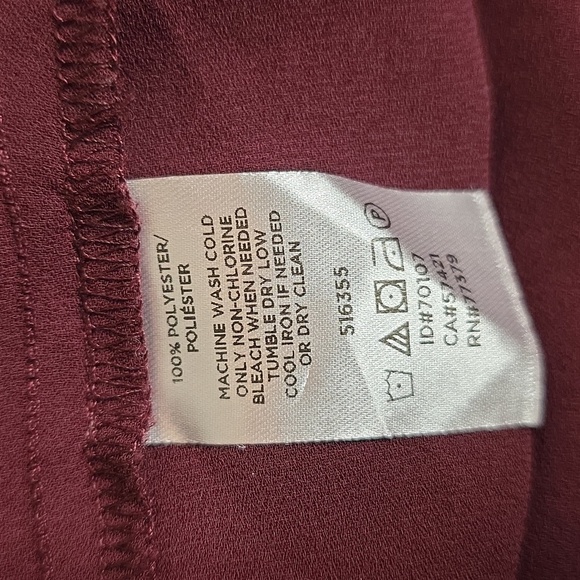 100% POLYESTER/
POLIÉSTER
MACHINE WASH COLD
ONLY NON-CHLORINE
BLEACH WHEN NEEDED
TUMBLE DRY LOW
COOL IRON IF NEEDED
OR DRY CLEAN
516355
P
ID#70107
CA#57421
RN#77379